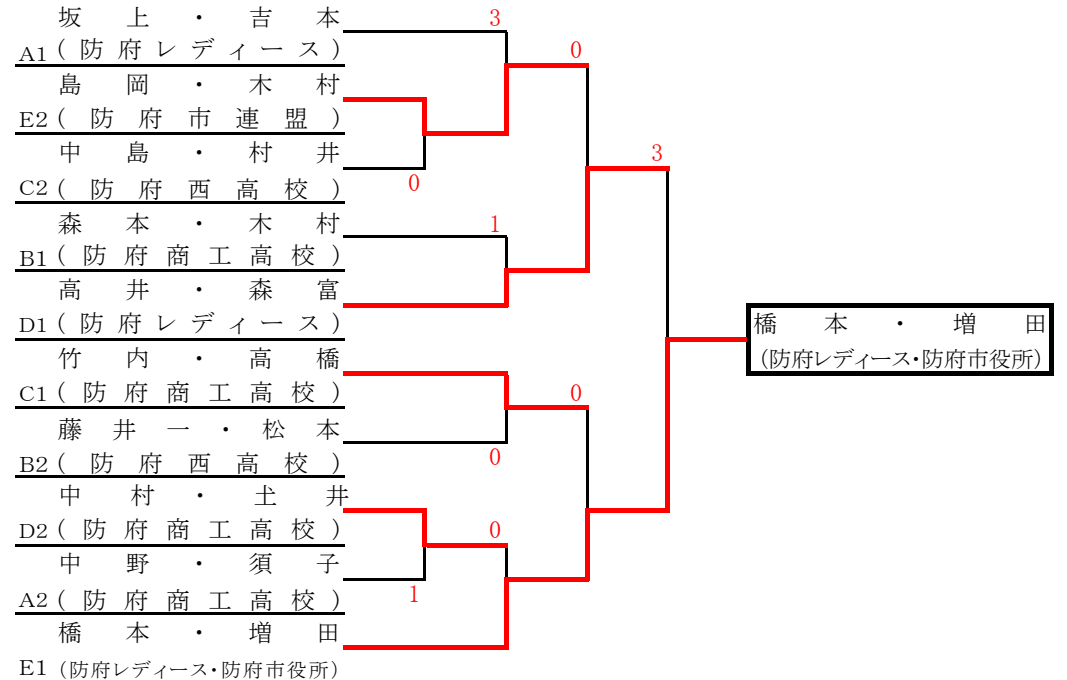 坂上・吉本
A1(防府レディース)
島岡・木村
E2(防府市連盟)
中島・村井
C2(防府西高校)
森本・木村
B1(防府商工高校)
高井・森富
D1(防府レディース)
竹内・高橋
C1(防府商工高校)
藤井一・松本
B2(防府西高校)
中村・土井
D2(防府商工高校)
中野・須子
A2(防府商工高校)
橋本・増田
E1(防府レディース・防府市役所)
3
0
0
3
1
0
0
0
1
橋本・増田
(防府レディース・防府市役所)